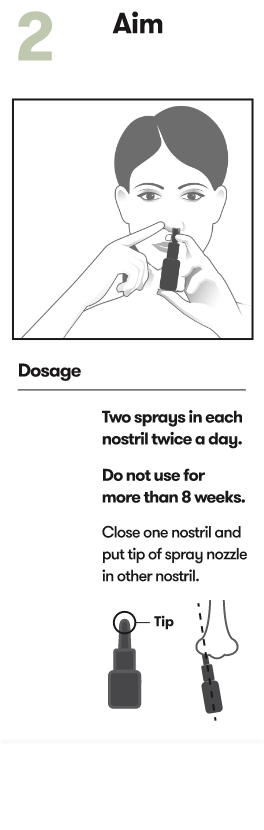 2
Aim
Dosage
Two sprays in each
nostril twice a day.
Do not use for
more than 8 weeks.
Close one nostril and
put tip of spray nozzle
in other nostril.
Tip